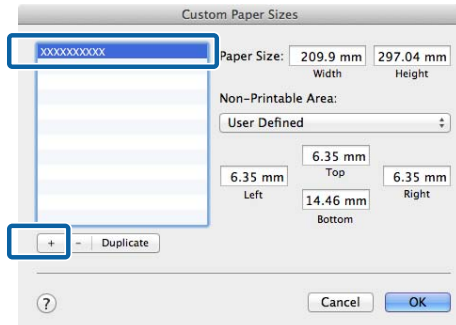 Custom Paper Sizes
XXXXXXXXXX
Paper Size: 209.9 mm 297.04 mm
Width Height
Non-Printable Area:
User Defined
6.35 mm
Top
6.35 mm 6.35 mm
Left Right
14.46 mm
Bottom
+ - Duplicate
? Cancel OK